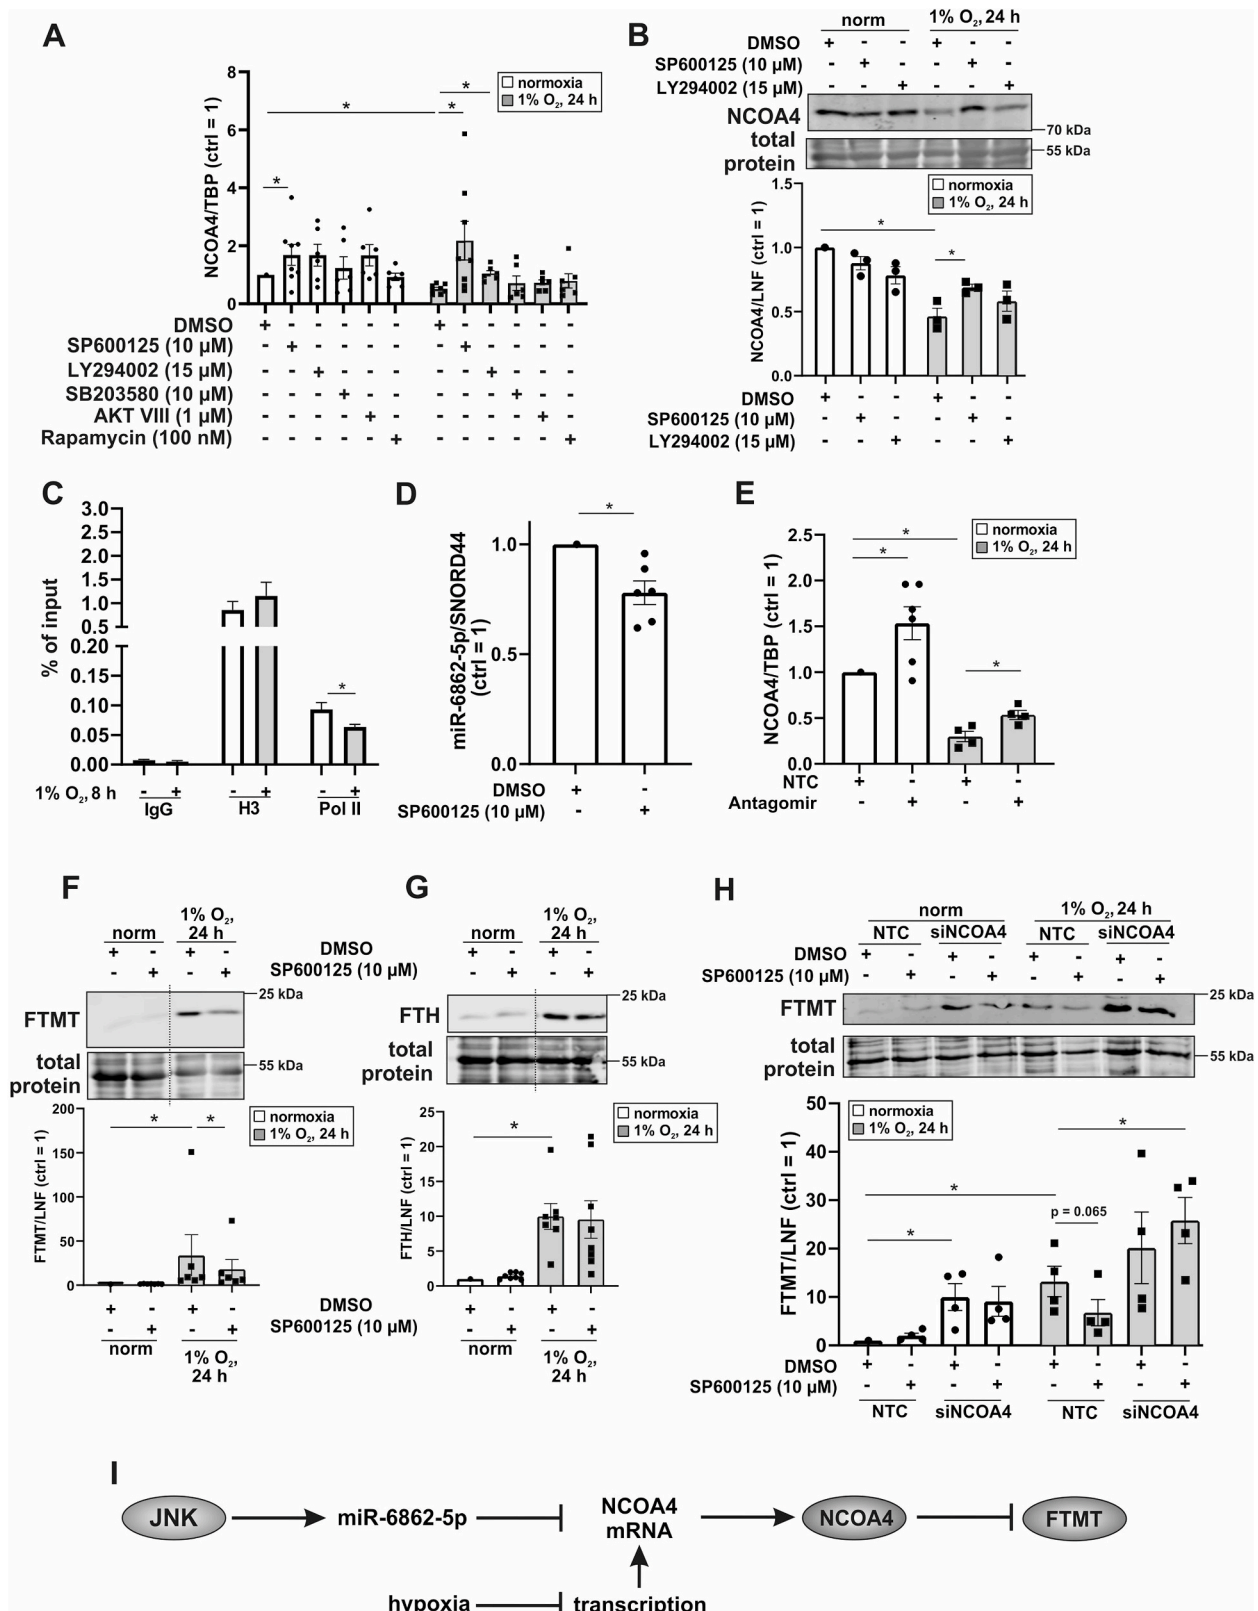 A
8
6
4
2
0
NCOA4/TBP (ctrl = 1)
normoxia
1% O₂, 24 h
*
*
*
*
DMSO + - - - - - + - - - - -
SP600125 (10 µM) - + - - - - - + - - - -
LY294002 (15 µM) - - + - - - - - + - - -
SB203580 (10 µM) - - - + - - - - - + - -
AKT VIII (1 µM) - - - - + - - - - - + -
Rapamycin (100 nM) - - - - - + - - - - - +
B
norm 1% O₂, 24 h
DMSO + - - + - -
SP600125 (10 µM) - + - - + -
LY294002 (15 µM) - - + - - +
NCOA4
70 kDa
total
protein
55 kDa
1.5
1.0
0.5
0.0
NCOA4/LNF (ctrl = 1)
normoxia
1% O₂, 24 h
*
*
DMSO + - - + - -
SP600125 (10 µM) - + - - + -
LY294002 (15 µM) - - + - - +
C
3.0
2.5
2.0
1.5
1.0
0.5
0.20
0.15
0.10
0.05
0.00
% of input
*
1% O₂, 8 h - + - + - +
IgG H3 Pol II
D
1.0
0.5
0.0
miR-6862-5p/SNORD44
(ctrl = 1)
*
DMSO + -
SP600125 (10 µM) - +
E
2.5
2.0
1.5
1.0
0.5
0.0
NCOA4/TBP (ctrl = 1)
normoxia
1% O₂, 24 h
*
*
*
NTC + - + -
Antagomir - + - +
F
norm 1% O₂,
24 h
DMSO + - + -
SP600125 (10 µM) - + - +
FTMT
25 kDa
total
protein
55 kDa
200
150
100
50
0
FTMT/LNF (ctrl = 1)
normoxia
1% O₂, 24 h
* *
DMSO + - + -
SP600125 (10 µM) - + - +
norm 1% O₂,
24 h
G
norm 1% O₂,
24 h
+ - + -
- + - +
FTH
25 kDa
total
protein
55 kDa
25
20
15
10
5
0
FTH/LNF (ctrl = 1)
normoxia
1% O₂, 24 h
*
+ - + -
- + - +
norm 1% O₂,
24 h
H
norm 1% O₂, 24 h
NTC siNCOA4 NTC siNCOA4
DMSO + - + - + - + -
SP600125 (10 µM) - + - + - + - +
FTMT
25 kDa
total
protein
55 kDa
50
40
30
20
10
0
FTMT/LNF (ctrl = 1)
normoxia
1% O₂, 24 h
*
*
p = 0.065
*
DMSO + - + - + - + -
SP600125 (10 µM) - + - + - + - +
NTC siNCOA4 NTC siNCOA4
I
JNK miR-6862-5p NCOA4
mRNA NCOA4 FTMT
hypoxia transcription